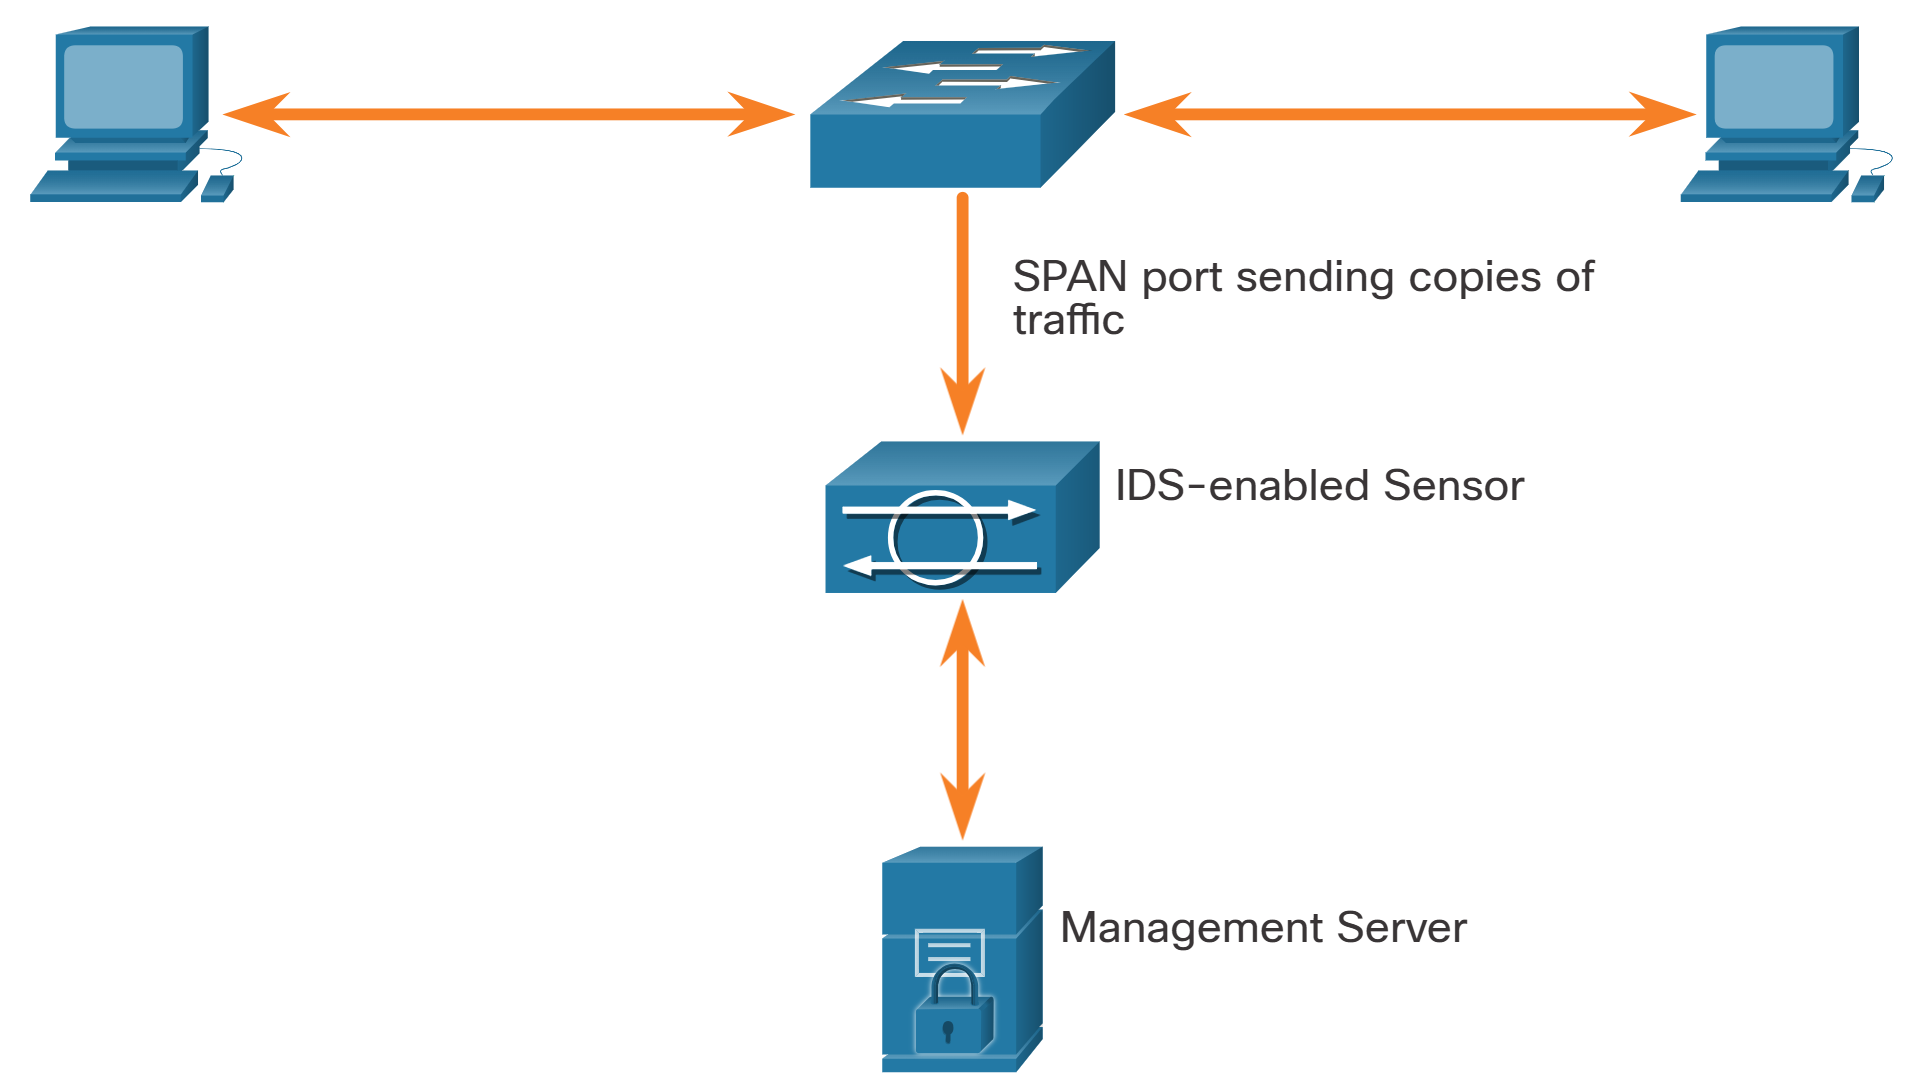 SPAN port sending copies of
traffic
IDS-enabled Sensor
Management Server